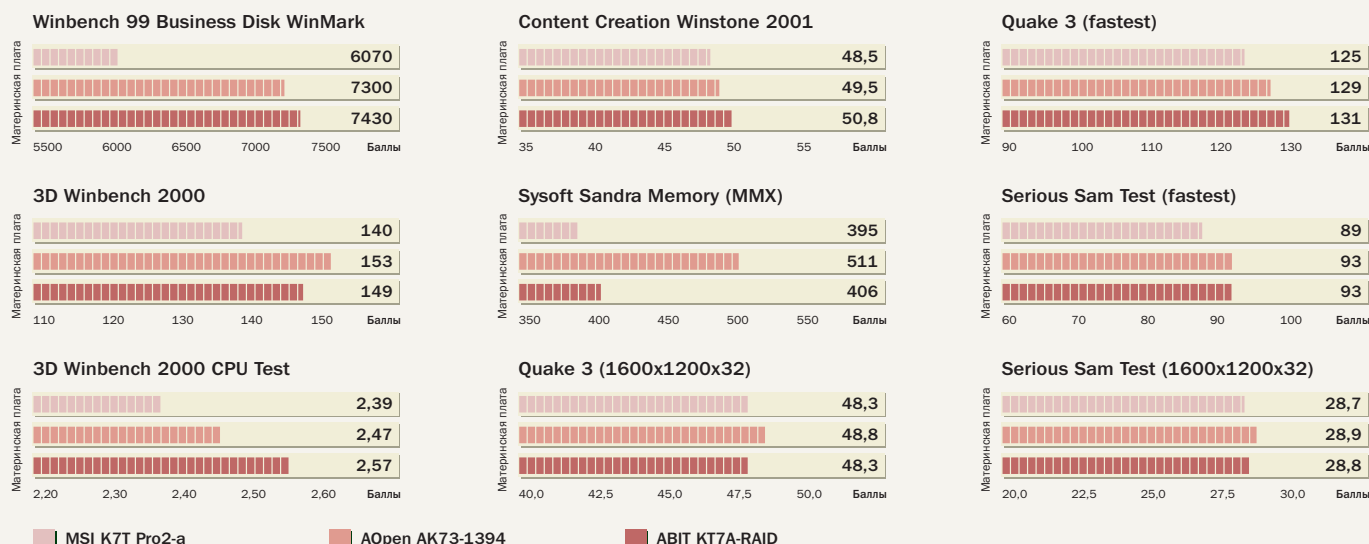 Winbench 99 Business Disk WinMark
Материнская плата
6070
7300
7430
5500 6000 6500 7000 7500 Баллы
Content Creation Winstone 2001
Материнская плата
48,5
49,5
50,8
35 40 45 50 55 Баллы
Quake 3 (fastest)
Материнская плата
125
129
131
90 100 110 120 130 Баллы
3D Winbench 2000
Материнская плата
140
153
149
110 120 130 140 150 Баллы
Sysoft Sandra Memory (MMX)
Материнская плата
395
511
406
350 400 450 500 550 Баллы
Serious Sam Test (fastest)
Материнская плата
89
93
93
60 70 80 90 100 Баллы
3D Winbench 2000 CPU Test
Материнская плата
2,39
2,47
2,57
2,20 2,30 2,40 2,50 2,60 Баллы
Quake 3 (1600x1200x32)
Материнская плата
48,3
48,8
48,3
40,0 42,5 45,0 47,5 50,0 Баллы
Serious Sam Test (1600x1200x32)
Материнская плата
28,7
28,9
28,8
20,0 22,5 25,0 27,5 30,0 Баллы
MSI K7T Pro2-a AOpen AK73-1394 ABIT KT7A-RAID